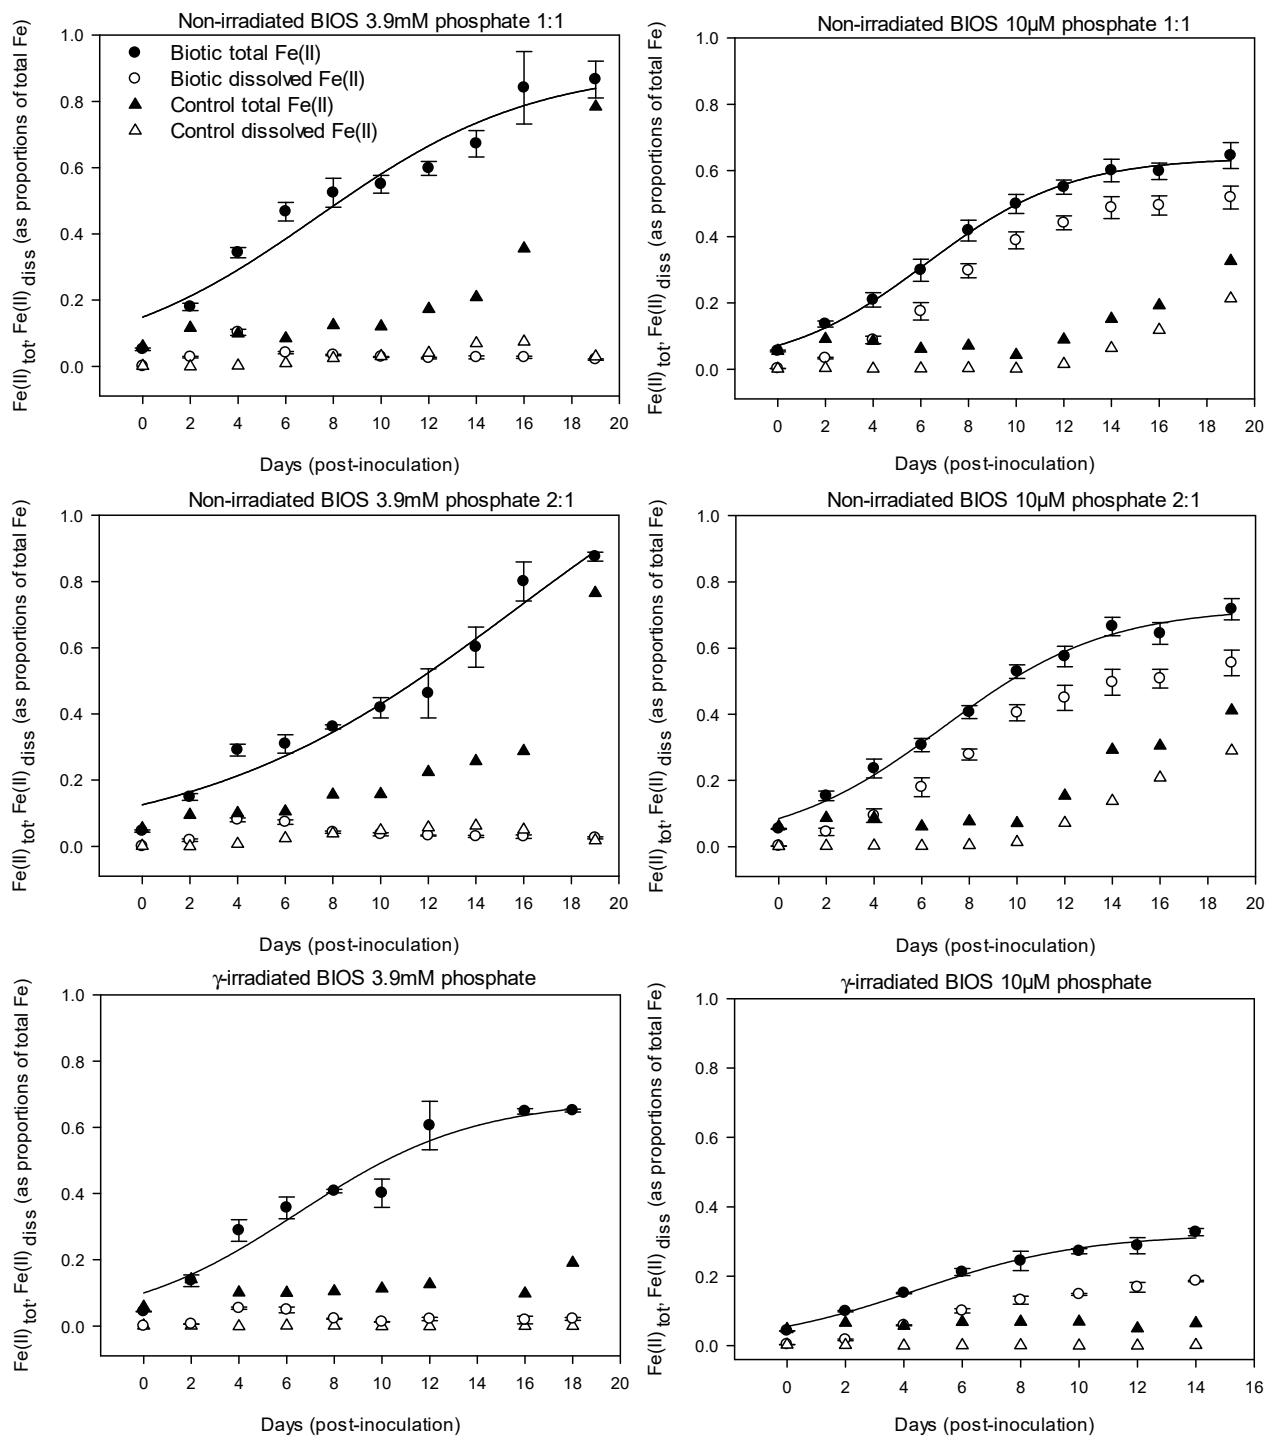 Non-irradiated BIOS 3.9mM phosphate 1:1
Fe(II)tot, Fe(II)diss (as proportions of total Fe)
1.0
0.8
0.6
0.4
0.2
0.0
Biotic total Fe(II)
Biotic dissolved Fe(II)
Control total Fe(II)
Control dissolved Fe(II)
0 2 4 6 8 10 12 14 16 18 20
Days (post-inoculation)
Non-irradiated BIOS 10µM phosphate 1:1
Fe(II)tot, Fe(II)diss (as proportions of total Fe)
1.0
0.8
0.6
0.4
0.2
0.0
0 2 4 6 8 10 12 14 16 18 20
Days (post-inoculation)
Non-irradiated BIOS 3.9mM phosphate 2:1
Fe(II)tot, Fe(II)diss (as proportions of total Fe)
1.0
0.8
0.6
0.4
0.2
0.0
0 2 4 6 8 10 12 14 16 18 20
Days (post-inoculation)
Non-irradiated BIOS 10µM phosphate 2:1
Fe(II)tot, Fe(II)diss (as proportions of total Fe)
1.0
0.8
0.6
0.4
0.2
0.0
0 2 4 6 8 10 12 14 16 18 20
Days (post-inoculation)
γ-irradiated BIOS 3.9mM phosphate
Fe(II)tot, Fe(II)diss (as proportions of total Fe)
1.0
0.8
0.6
0.4
0.2
0.0
0 2 4 6 8 10 12 14 16 18 20
Days (post-inoculation)
γ-irradiated BIOS 10µM phosphate
Fe(II)tot, Fe(II)diss (as proportions of total Fe)
1.0
0.8
0.6
0.4
0.2
0.0
0 2 4 6 8 10 12 14 16
Days (post-inoculation)